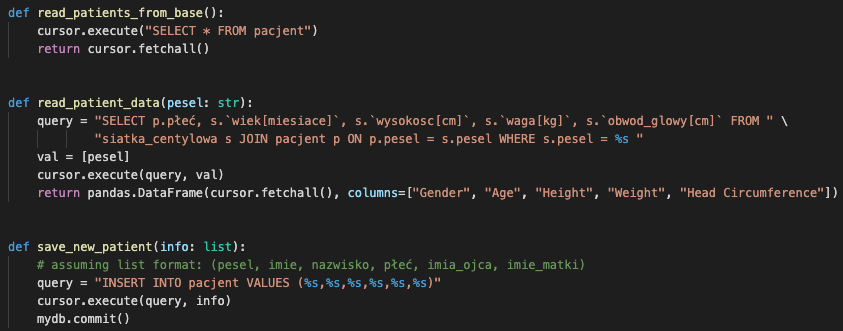 def read_patients_from_base():
    cursor.execute("SELECT * FROM pacjent")
    return cursor.fetchall()
def read_patient_data(pesel: str):
    query = "SELECT p.płeć, s.`wiek[miesiace]`, s.`wysokosc[cm]`, s.`waga[kg]`, s.`obwod_glowy[cm]` FROM " \
            "siatka_centylowa s JOIN pacjent p ON p.pesel = s.pesel WHERE s.pesel = %s "
    val = [pesel]
    cursor.execute(query, val)
    return pandas.DataFrame(cursor.fetchall(), columns=["Gender", "Age", "Height", "Weight", "Head Circumference"])
def save_new_patient(info: list):
    # assuming list format: (pesel, imie, nazwisko, płeć, imia_ojca, imie_matki)
    query = "INSERT INTO pacjent VALUES (%s,%s,%s,%s,%s,%s)"
    cursor.execute(query, info)
    mydb.commit()